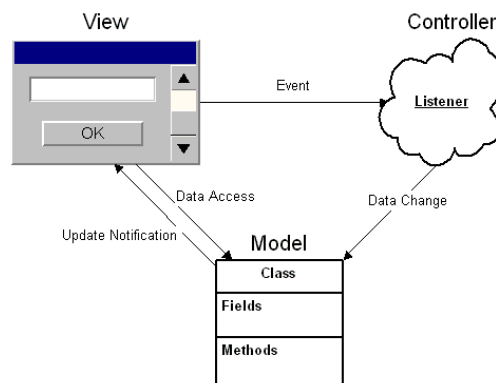 View
Controller
OK
Event
Listener
Data Access
Data Change
Update Notification
Model
Class
Fields
Methods